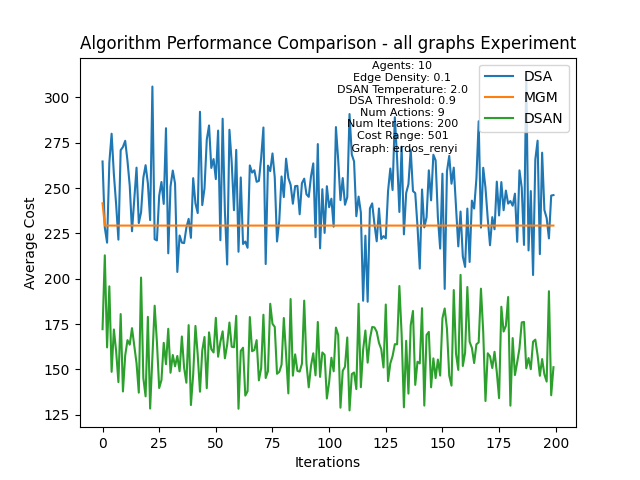 Algorithm Performance Comparison - all graphs Experiment
Agents: 10
Edge Density: 0.1
DSAN Temperature: 2.0
DSA Threshold: 0.9
Num Actions: 9
Num Iterations: 200
Cost Range: 501
Graph: erdos_renyi
DSA
MGM
DSAN
Average Cost
300
275
250
225
200
175
150
125
0 25 50 75 100 125 150 175 200
Iterations